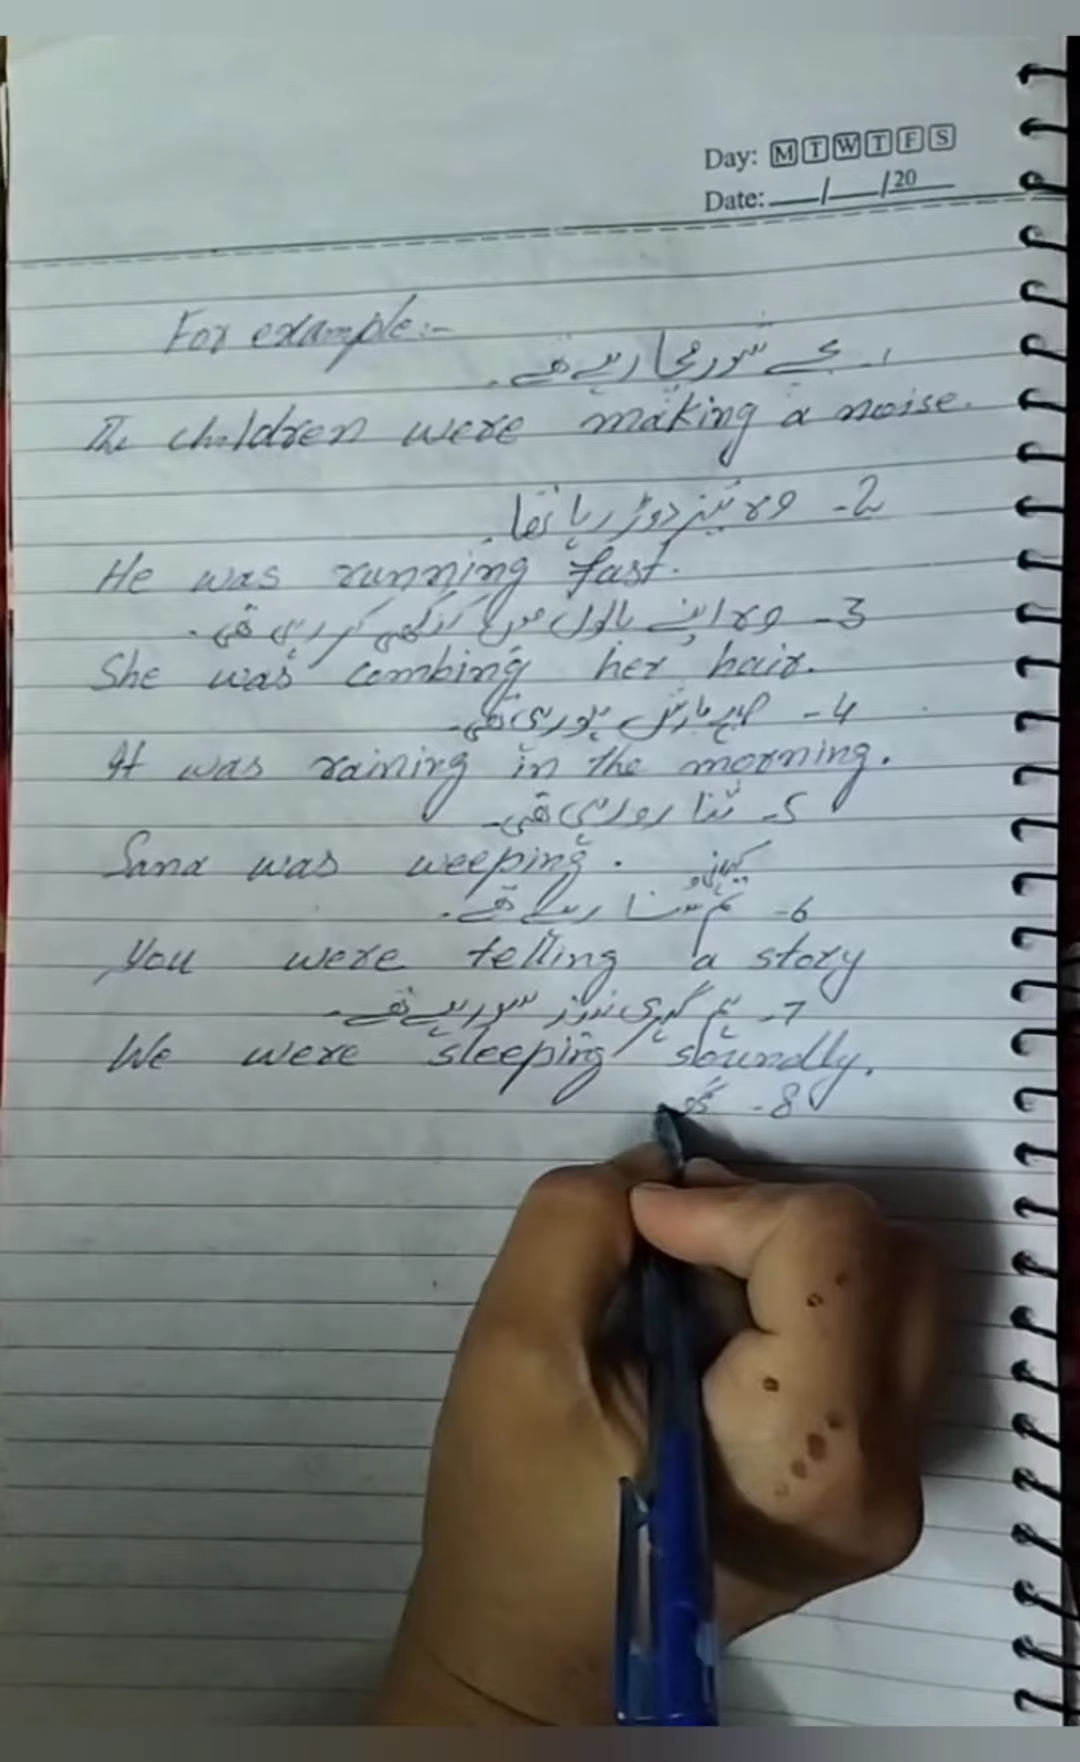 Day: M T W T F S
Date: ___/___/20___
For example:-
1. بچے شور مچا رہے تھے۔
The children were making a noise.
2- وہ تیز دوڑ رہا تھا۔
He was running fast.
3- وہ اپنے بالوں میں کنگھی کر رہی تھی۔
She was combing her hair.
4- صبح بارش ہو رہی تھی۔
It was raining in the morning.
5- ثنا رو رہی تھی۔
Sana was weeping.
کہانی
6- تم سنا رہے تھے۔
You were telling a story
7- ہم گہری نیند سو رہے تھے۔
We were sleeping soundly.
8-